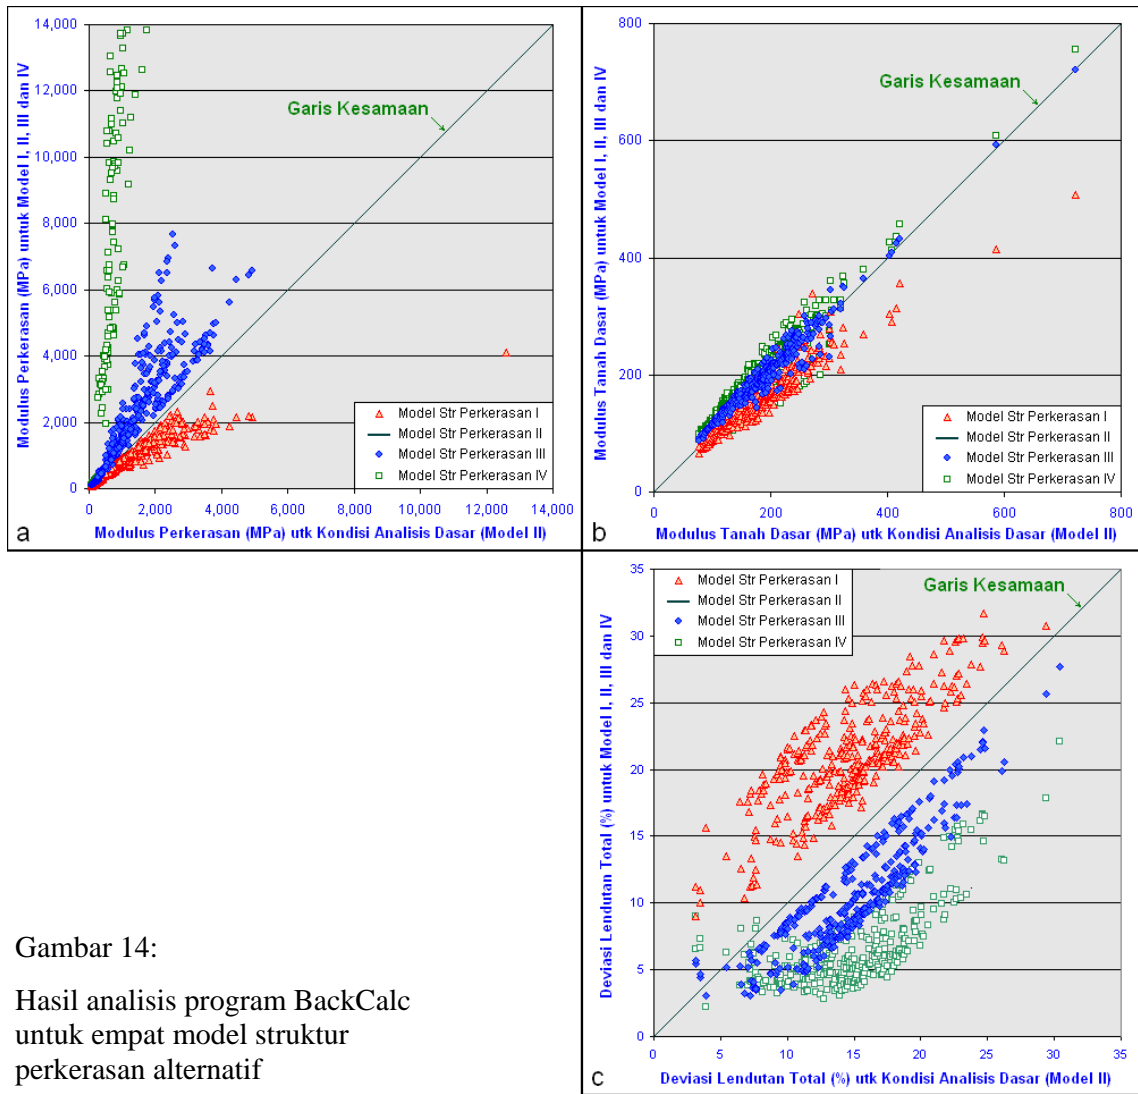 14,000
12,000
10,000
8,000
6,000
4,000
2,000
0
0
2,000
4,000
6,000
8,000
10,000
12,000
14,000
Modulus Perkerasan (MPa) untuk Model I, II, III dan IV
Modulus Perkerasan (MPa) utk Kondisi Analisis Dasar (Model II)
Garis Kesamaan
Model Str Perkerasan I
Model Str Perkerasan II
Model Str Perkerasan III
Model Str Perkerasan IV
a
800
600
400
200
0
0
200
400
600
800
Modulus Tanah Dasar (MPa) untuk Model I, II, III dan IV
Modulus Tanah Dasar (MPa) utk Kondisi Analisis Dasar (Model II)
Garis Kesamaan
Model Str Perkerasan I
Model Str Perkerasan II
Model Str Perkerasan III
Model Str Perkerasan IV
b
35
30
25
20
15
10
5
0
0
5
10
15
20
25
30
35
Deviasi Lendutan Total (%) untuk Model I, II, III dan IV
Deviasi Lendutan Total (%) utk Kondisi Analisis Dasar (Model II)
Model Str Perkerasan I
Model Str Perkerasan II
Model Str Perkerasan III
Model Str Perkerasan IV
Garis Kesamaan
c
Gambar 14:
Hasil analisis program BackCalc
untuk empat model struktur
perkerasan alternatif